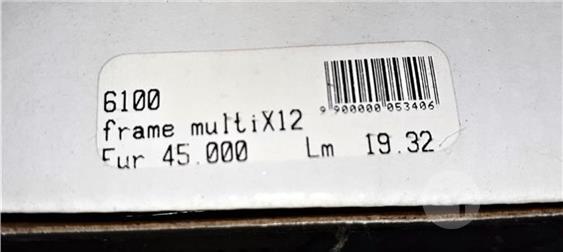 6100
9 900000 053406
frame multiX12
Eur 45.000 Lm 19.32